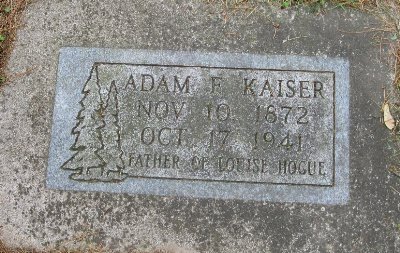 ADAM F. KAISER
NOV 10 1872
OCT 17 1941
FATHER OF LOUISE HOGUE